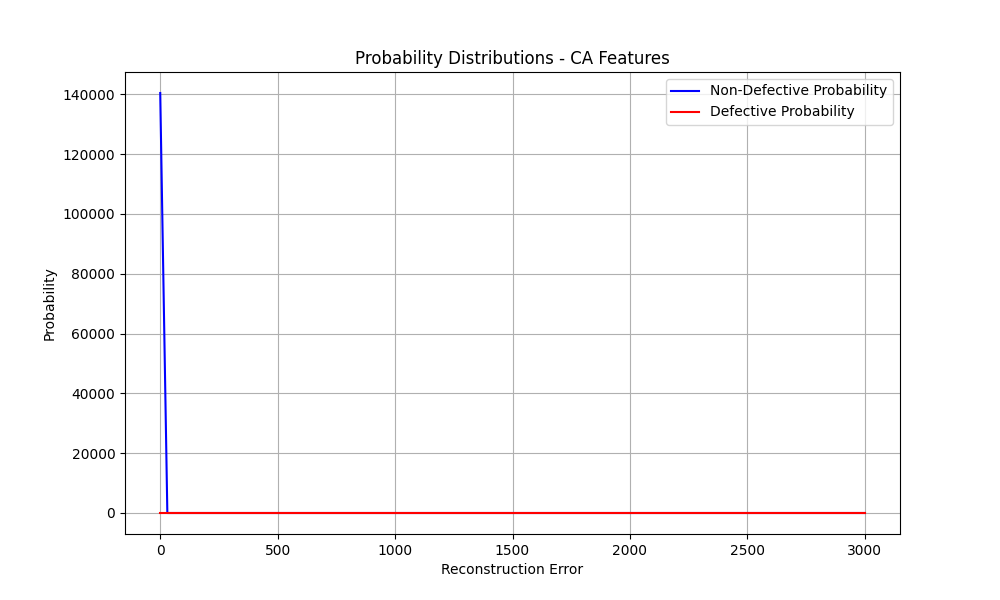 Probability Distributions - CA Features
Non-Defective Probability
Defective Probability
140000
120000
100000
80000
60000
40000
20000
0
Probability
0 500 1000 1500 2000 2500 3000
Reconstruction Error